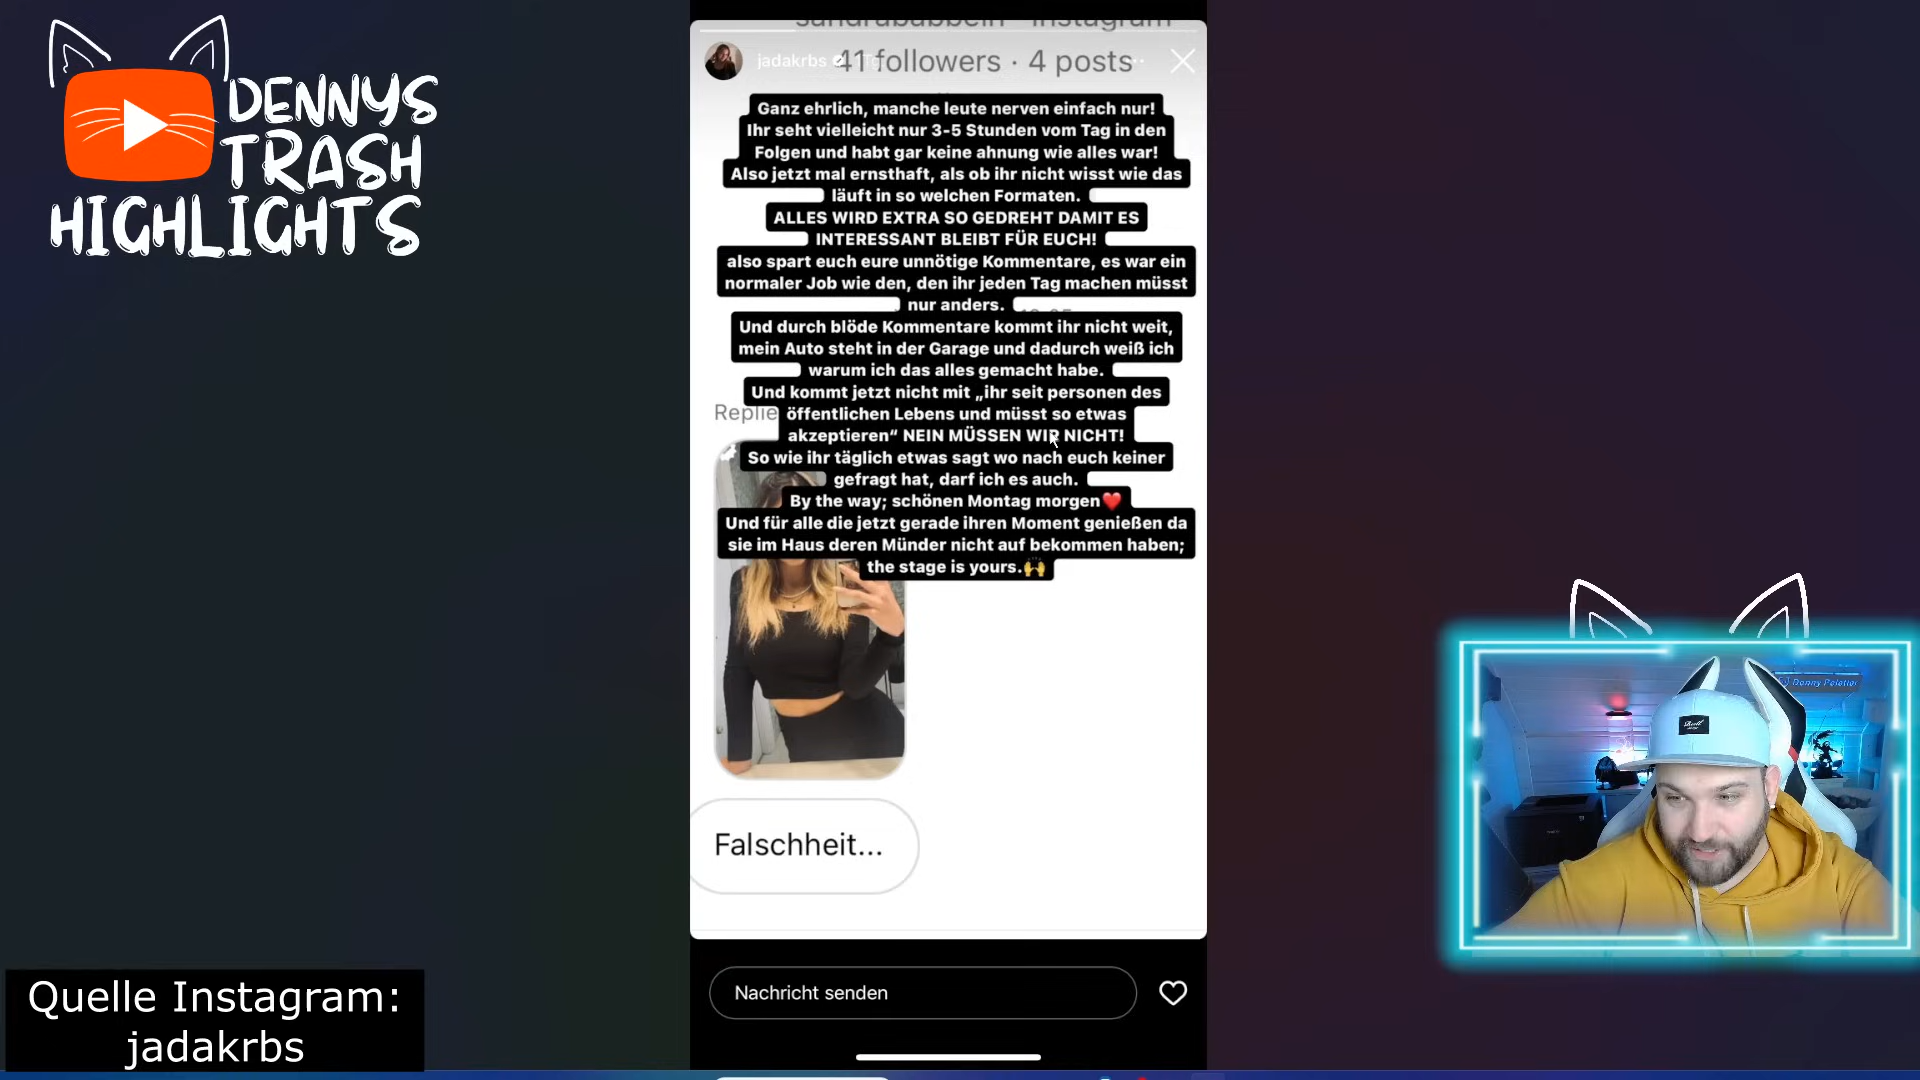 DENNYS
TRASH
HIGHLIGHTS
jadakrbs
41 followers · 4 posts
Ganz ehrlich, manche leute nerven einfach nur!
Ihr seht vielleicht nur 3-5 Stunden vom Tag in den
Folgen und habt gar keine ahnung wie alles war!
Also jetzt mal ernsthaft, als ob ihr nicht wisst wie das
läuft in so welchen Formaten.
ALLES WIRD EXTRA SO GEDREHT DAMIT ES
INTERESSANT BLEIBT FÜR EUCH!
also spart euch eure unnötige Kommentare, es war ein
normaler Job wie den, den ihr jeden Tag machen müsst
nur anders.
Und durch blöde Kommentare kommt ihr nicht weit,
mein Auto steht in der Garage und dadurch weiß ich
warum ich das alles gemacht habe.
Und kommt jetzt nicht mit „ihr seit personen des
öffentlichen Lebens und müsst so etwas
akzeptieren“ NEIN MÜSSEN WIR NICHT!
So wie ihr täglich etwas sagt wo nach euch keiner
gefragt hat, darf ich es auch.
By the way; schönen Montag morgen❤️
Und für alle die jetzt gerade ihren Moment genießen da
sie im Haus deren Münder nicht auf bekommen haben;
the stage is yours.🙌
Falschheit...
Nachricht senden
Quelle Instagram:
jadakrbs